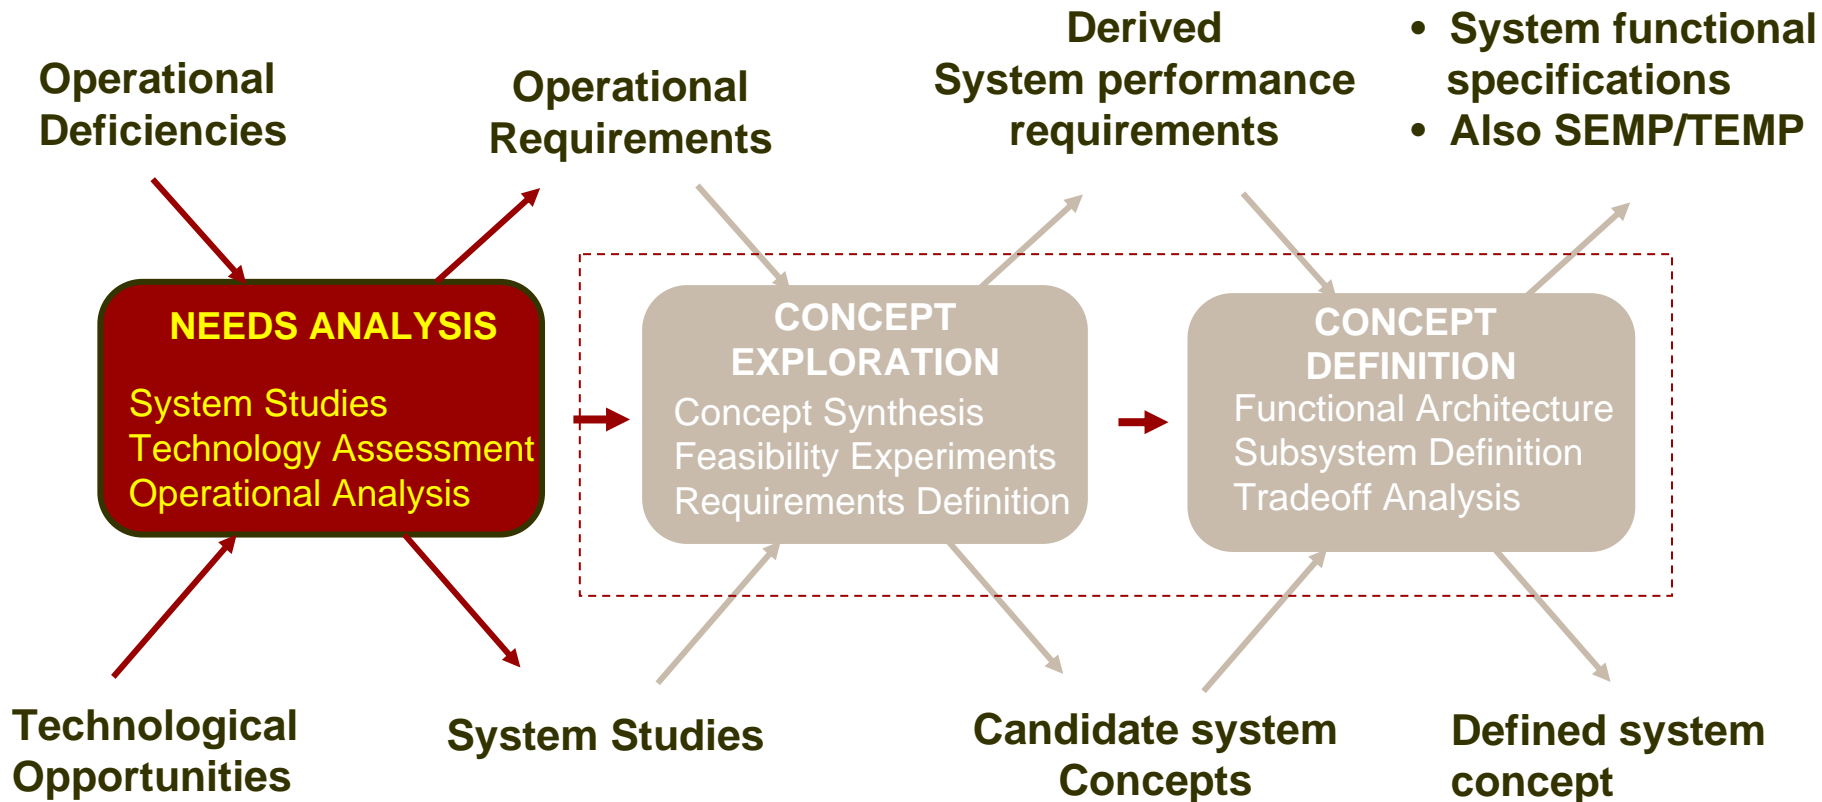 Operational
Deficiencies
Operational
Requirements
Derived
System performance
requirements
• System functional
specifications
• Also SEMP/TEMP
NEEDS ANALYSIS
System Studies
Technology Assessment
Operational Analysis
CONCEPT
EXPLORATION
Concept Synthesis
Feasibility Experiments
Requirements Definition
CONCEPT
DEFINITION
Functional Architecture
Subsystem Definition
Tradeoff Analysis
Technological
Opportunities
System Studies
Candidate system
Concepts
Defined system
concept